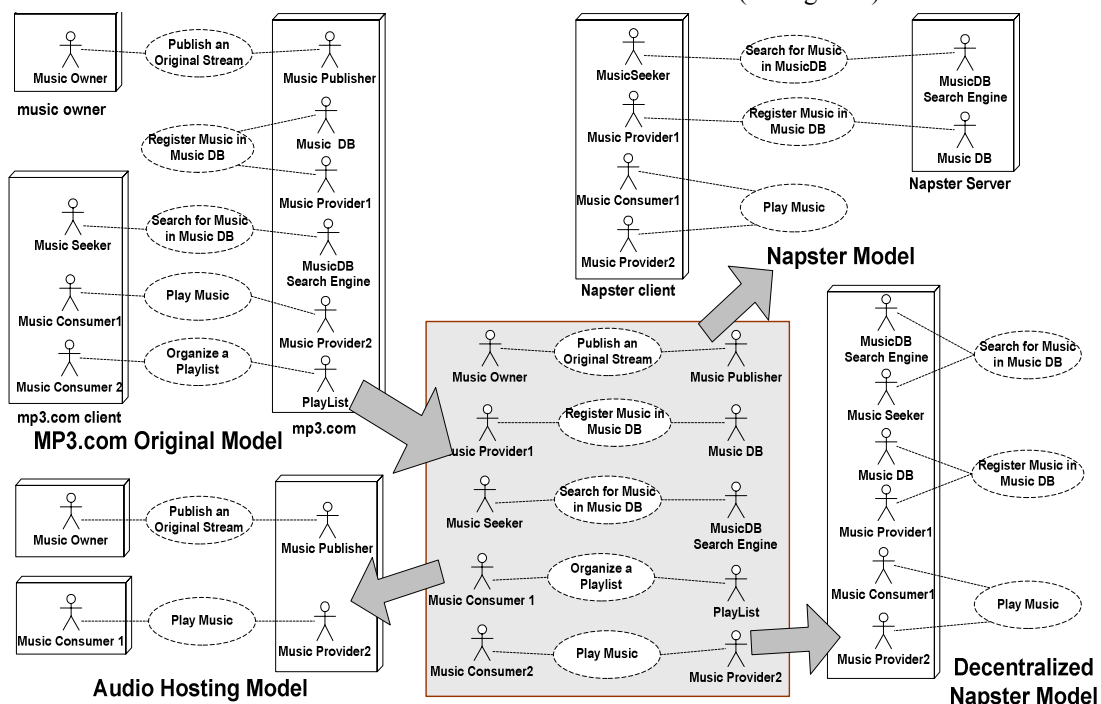 Music Owner
Publish an
Original Stream
Music Publisher
music owner
Music DB
Register Music in
Music DB
Music Provider1
Music Seeker
Search for Music
in Music DB
MusicDB
Search Engine
Music Consumer1
Play Music
Music Provider2
Music Consumer 2
Organize a
Playlist
PlayList
mp3.com client
mp3.com
MP3.com Original Model
MusicSeeker
Search for Music
in MusicDB
MusicDB
Search Engine
Music Provider1
Register Music in
Music DB
Music DB
Napster Server
Music Consumer1
Play Music
Music Provider2
Napster client
Napster Model
Music Owner
Publish an
Original Stream
Music Publisher
usic Provider1
Register Music in
Music DB
Music DB
Music Seeker
Search for Music
in Music DB
MusicDB
Search Engine
Music Consumer 1
Organize a
Playlist
PlayList
Music Consumer2
Play Music
Music Provider2
Music Owner
Publish an
Original Stream
Music Publisher
Music Consumer 1
Play Music
Music Provider2
Audio Hosting Model
MusicDB
Search Engine
Search for Music
in Music DB
Music Seeker
Music DB
Register Music in
Music DB
Music Provider1
Music Consumer1
Play Music
Music Provider2
Decentralized
Napster Model